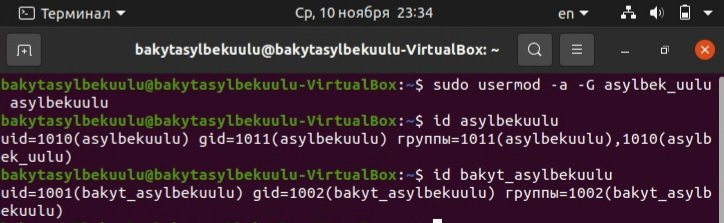 Терминал Ср, 10 ноября 23:34 en
bakytasylbekuulu@bakytasylbekuulu-VirtualBox: ~
bakytasylbekuulu@bakytasylbekuulu-VirtualBox:~$ sudo usermod -a -G asylbek_uulu
asylbekuulu
bakytasylbekuulu@bakytasylbekuulu-VirtualBox:~$ id asylbekuulu
uid=1010(asylbekuulu) gid=1011(asylbekuulu) группы=1011(asylbekuulu),1010(asylb
ek_uulu)
bakytasylbekuulu@bakytasylbekuulu-VirtualBox:~$ id bakyt_asylbekuulu
uid=1001(bakyt_asylbekuulu) gid=1002(bakyt_asylbekuulu) группы=1002(bakyt_asylb
ekuulu)